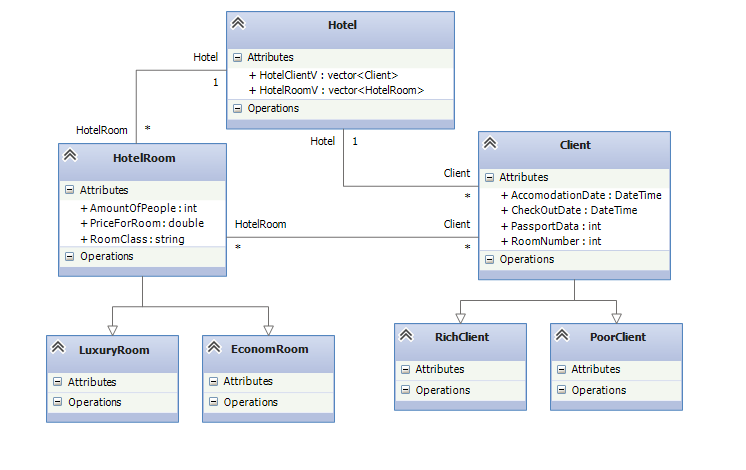 Hotel
Attributes
+ HotelClientV : vector<Client>
+ HotelRoomV : vector<HotelRoom>
Operations
Hotel
1
HotelRoom
*
Hotel
1
Client
*
HotelRoom
Attributes
+ AmountOfPeople : int
+ PriceForRoom : double
+ RoomClass : string
Operations
HotelRoom
*
Client
*
Client
Attributes
+ AccomodationDate : DateTime
+ CheckOutDate : DateTime
+ PassportData : int
+ RoomNumber : int
Operations
LuxuryRoom
Attributes
Operations
EconomRoom
Attributes
Operations
RichClient
Attributes
Operations
PoorClient
Attributes
Operations